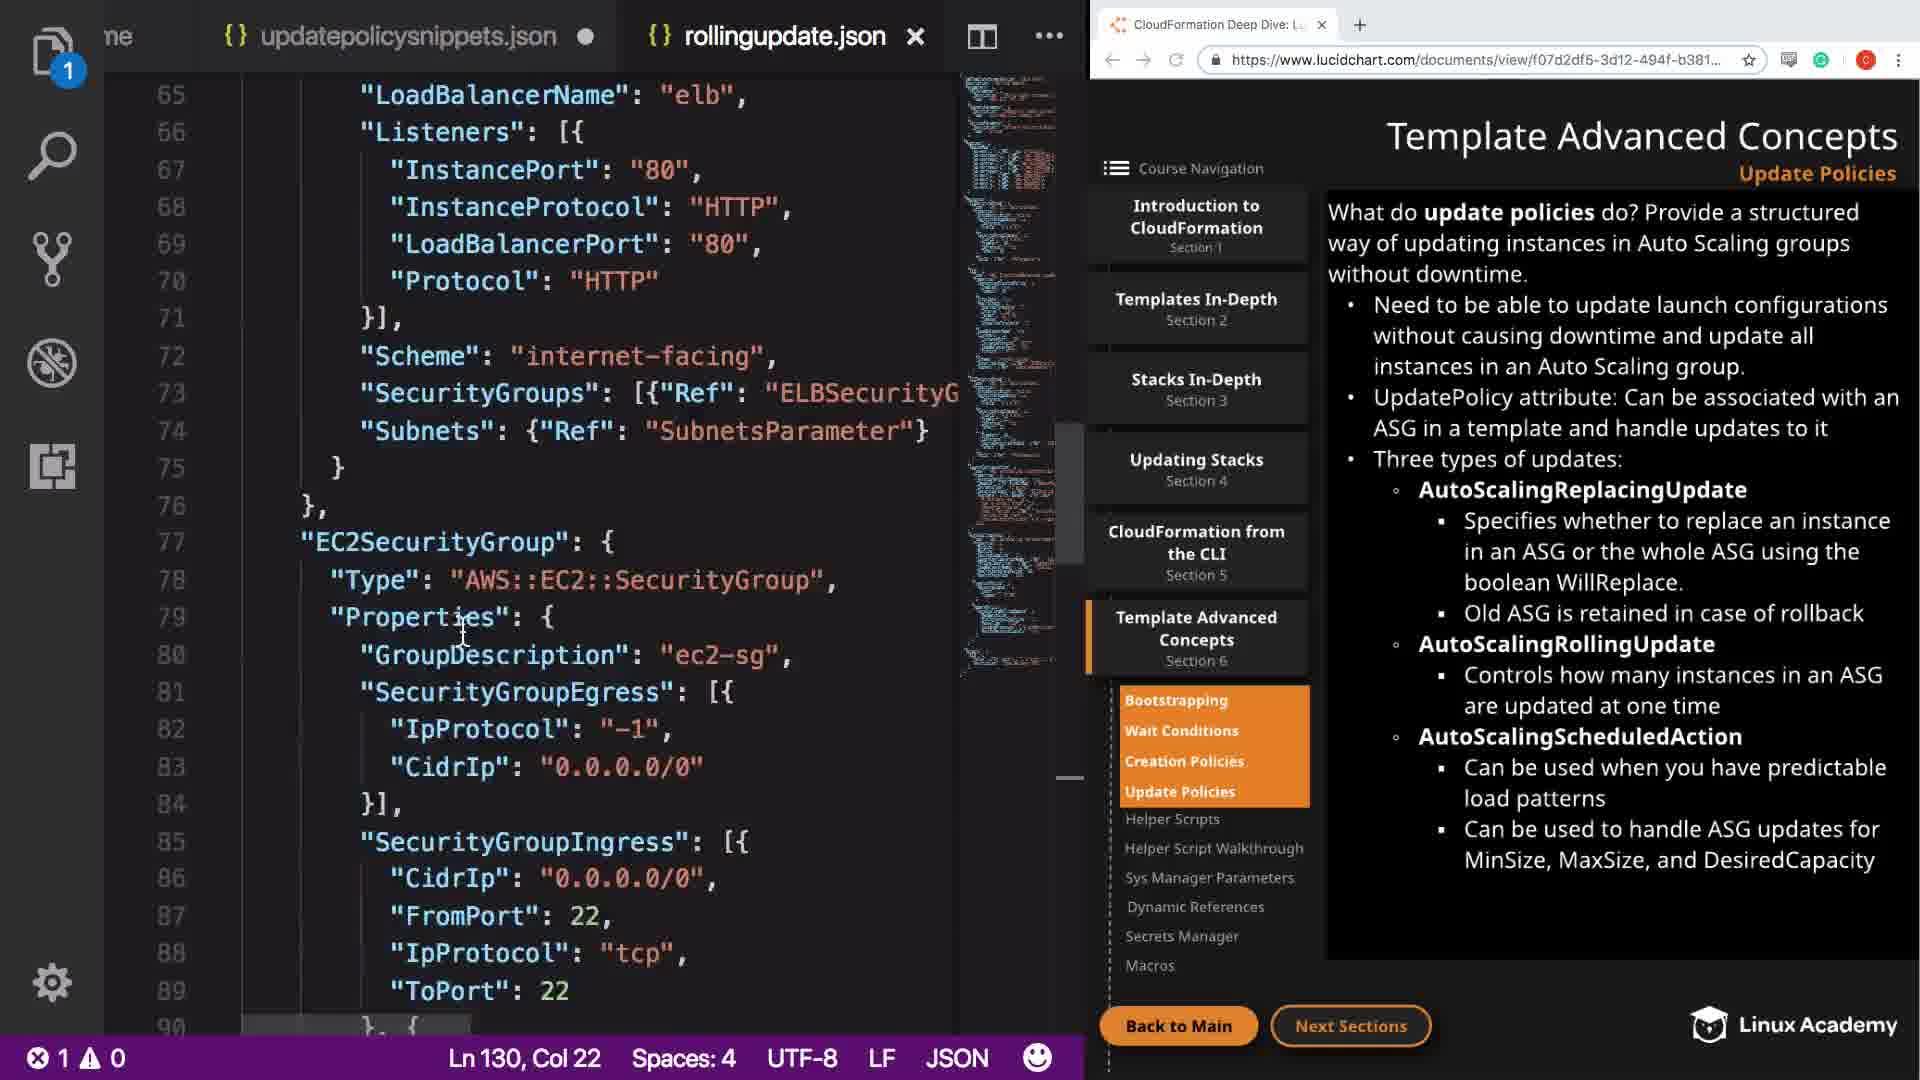 me
{} updatepolicysnippets.json
{} rollingupdate.json
1
65 "LoadBalancerName": "elb",
66 "Listeners": [{
67 "InstancePort": "80",
68 "InstanceProtocol": "HTTP",
69 "LoadBalancerPort": "80",
70 "Protocol": "HTTP"
71 }],
72 "Scheme": "internet-facing",
73 "SecurityGroups": [{"Ref": "ELBSecurityG
74 "Subnets": {"Ref": "SubnetsParameter"}
75 }
76 },
77 "EC2SecurityGroup": {
78 "Type": "AWS::EC2::SecurityGroup",
79 "Properties": {
80 "GroupDescription": "ec2-sg",
81 "SecurityGroupEgress": [{
82 "IpProtocol": "-1",
83 "CidrIp": "0.0.0.0/0"
84 }],
85 "SecurityGroupIngress": [{
86 "CidrIp": "0.0.0.0/0",
87 "FromPort": 22,
88 "IpProtocol": "tcp",
89 "ToPort": 22
90 }, {
1 0 Ln 130, Col 22 Spaces: 4 UTF-8 LF JSON
CloudFormation Deep Dive: Lu
https://www.lucidchart.com/documents/view/f07d2df5-3d12-494f-b381...
C
Template Advanced Concepts
Update Policies
Course Navigation
Introduction to
CloudFormation
Section 1
Templates In-Depth
Section 2
Stacks In-Depth
Section 3
Updating Stacks
Section 4
CloudFormation from
the CLI
Section 5
Template Advanced
Concepts
Section 6
Bootstrapping
Wait Conditions
Creation Policies
Update Policies
Helper Scripts
Helper Script Walkthrough
Sys Manager Parameters
Dynamic References
Secrets Manager
Macros
What do update policies do? Provide a structured
way of updating instances in Auto Scaling groups
without downtime.
• Need to be able to update launch configurations
without causing downtime and update all
instances in an Auto Scaling group.
• UpdatePolicy attribute: Can be associated with an
ASG in a template and handle updates to it
• Three types of updates:
◦ AutoScalingReplacingUpdate
▪ Specifies whether to replace an instance
in an ASG or the whole ASG using the
boolean WillReplace.
▪ Old ASG is retained in case of rollback
◦ AutoScalingRollingUpdate
▪ Controls how many instances in an ASG
are updated at one time
◦ AutoScalingScheduledAction
▪ Can be used when you have predictable
load patterns
▪ Can be used to handle ASG updates for
MinSize, MaxSize, and DesiredCapacity
Back to Main
Next Sections
Linux Academy